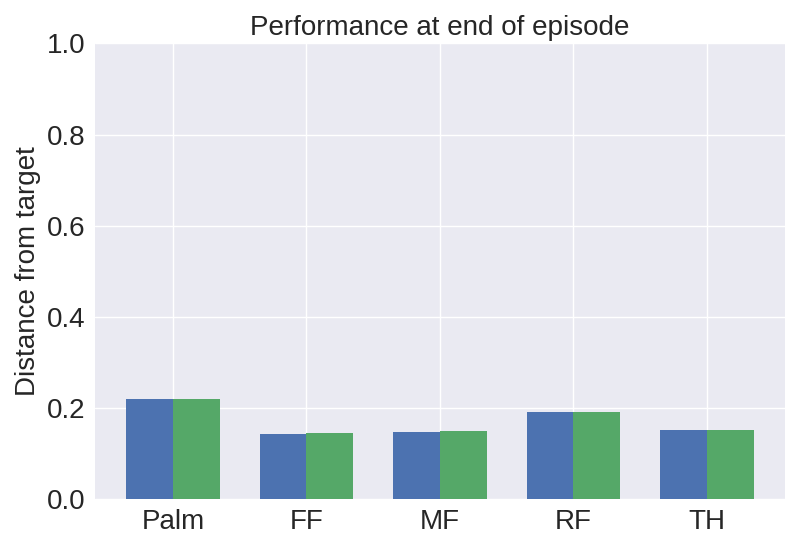 Performance at end of episode
Distance from target
1.0
0.8
0.6
0.4
0.2
0.0
Palm FF MF RF TH